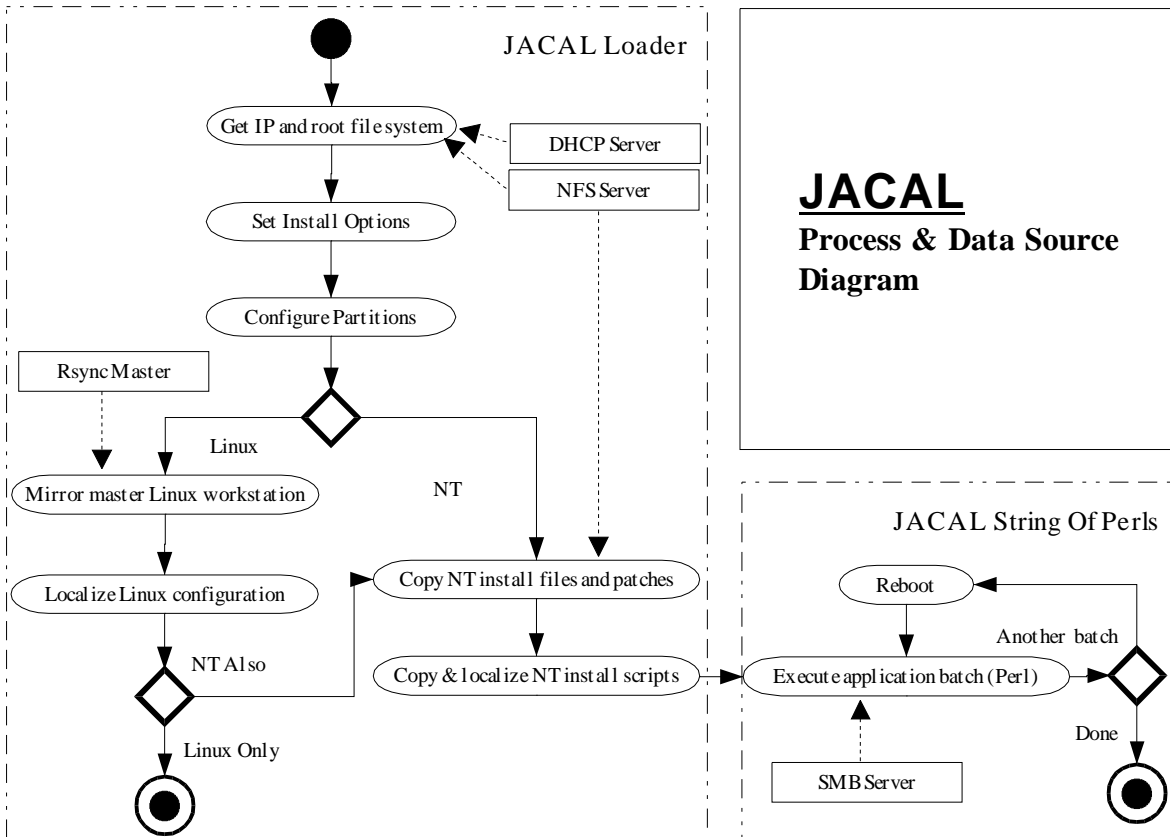 JACAL Loader
Get IP and root file system
DHCP Server
NFS Server
Set Install Options
Configure Partitions
Rsync Master
Linux
NT
Mirror master Linux workstation
Localize Linux configuration
Copy NT install files and patches
NT Also
Copy & localize NT install scripts
Linux Only
JACAL
Process & Data Source
Diagram
JACAL String Of Perls
Reboot
Another batch
Execute application batch (Perl)
Done
SMB Server